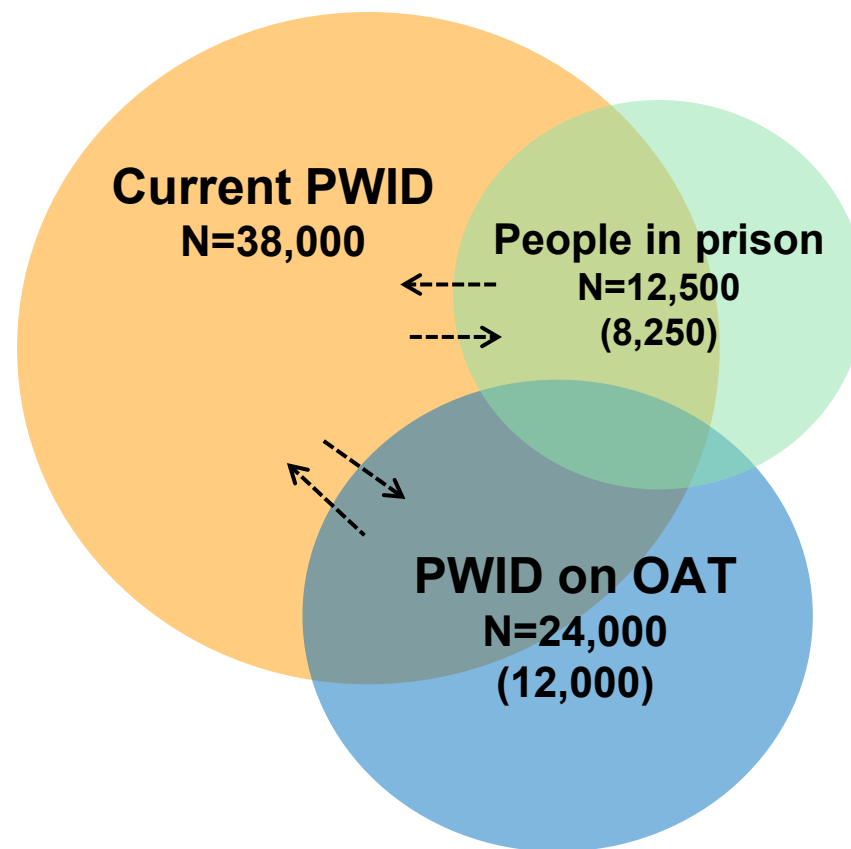 Current PWID
N=38,000
People in prison
N=12,500
(8,250)
PWID on OAT
N=24,000
(12,000)